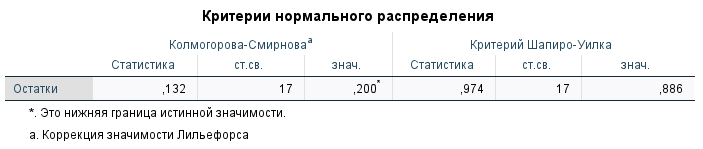 Критерии нормального распределения
Колмогорова-Смирноваᵃ Критерий Шапиро-Уилка
Статистика ст.св. знач. Статистика ст.св. знач.
Остатки ,132 17 ,200* ,974 17 ,886
*. Это нижняя граница истинной значимости.
a. Коррекция значимости Лильефорса